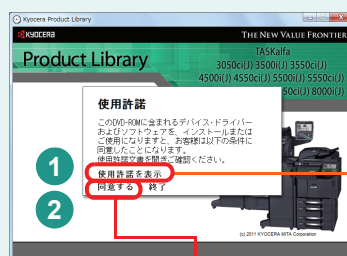 Kyocera Product Library
KYOCERA
THE NEW VALUE FRONTIER
Product Library
TASKalfa
3050ci(J) 3500i(J) 3550ci(J)
4500i(J) 4550ci(J) 5500i(J) 5550ci(J)
50ci(J) 8000i(J)
使用許諾
このDVD-ROMに含まれるデバイス・ドライバー
およびソフトウェアを、インストールまたは
ご使用になりますと、お客様は以下の条件に
同意したことになります。
使用許諾文書を開きご確認ください。
1
使用許諾を表示
2
同意する 終了
(c) 2011 KYOCERA MITA Corporation